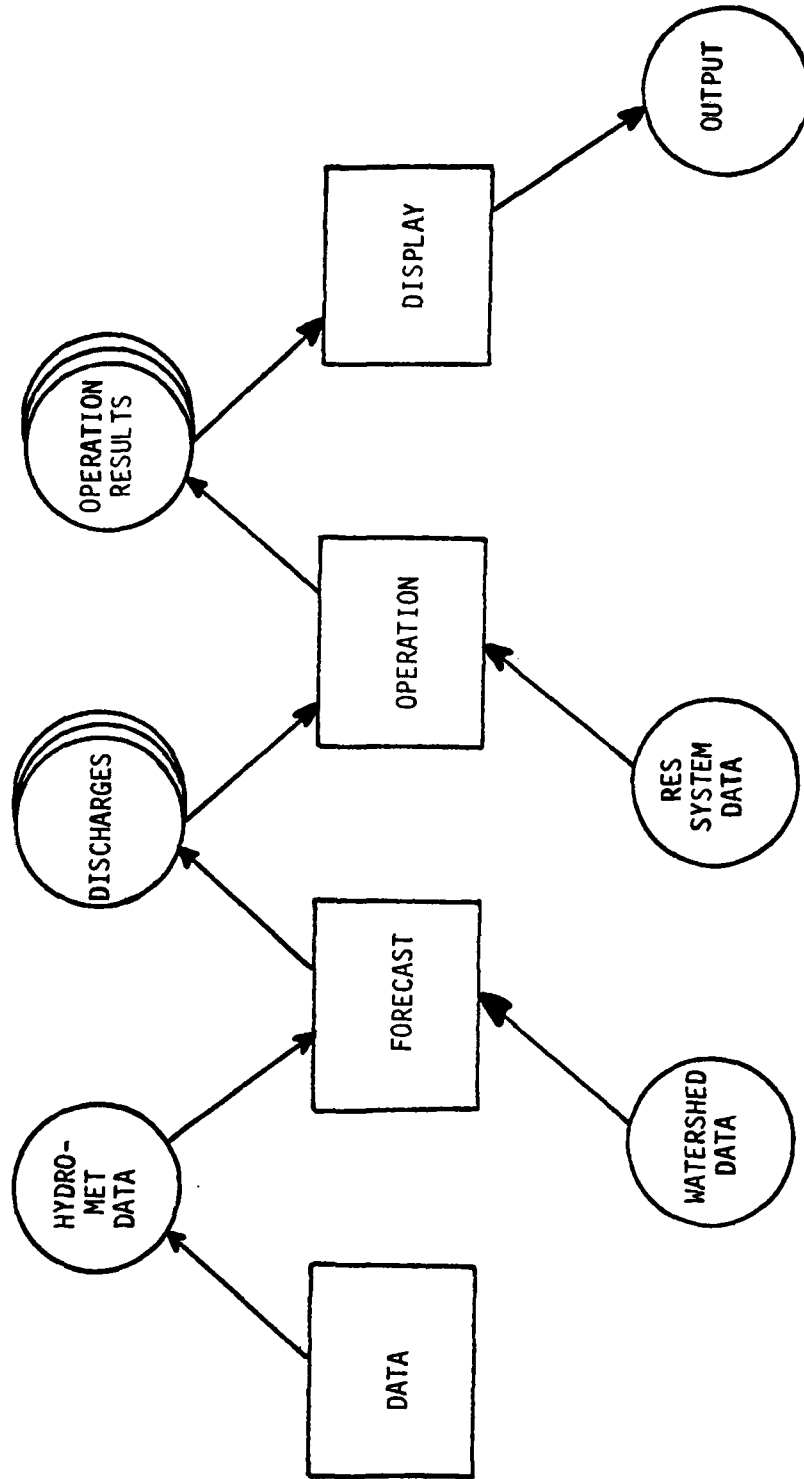 HYDRO-
MET
DATA
DISCHARGES
OPERATION
RESULTS
DATA
FORECAST
OPERATION
DISPLAY
WATERSHED
DATA
RES
SYSTEM
DATA
OUTPUT